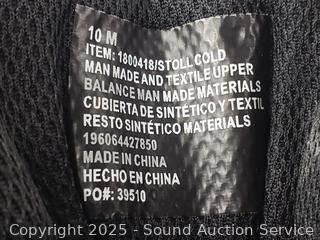 10 M
ITEM: 1800418/STOLL COLD
MAN MADE AND TEXTILE UPPER
BALANCE MAN MADE MATERIALS
CUBIERTA DE SINTÉTICO Y TEXTIL
RESTO SINTÉTICO MATERIALS
196064427850
MADE IN CHINA
HECHO EN CHINA
PO#: 39510
Copyright 2025 - Sound Auction Service